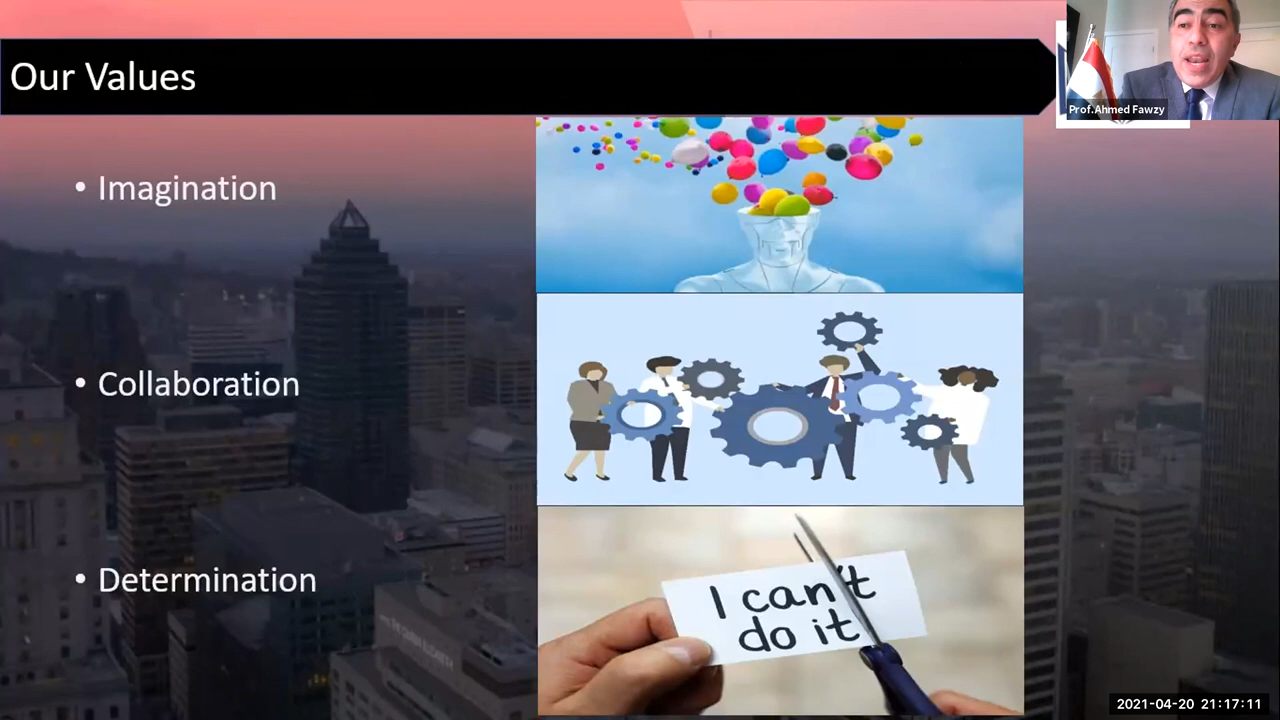 Our Values
Prof.Ahmed Fawzy
• Imagination
• Collaboration
• Determination
I can't
do it
2021-04-20 21:17:11